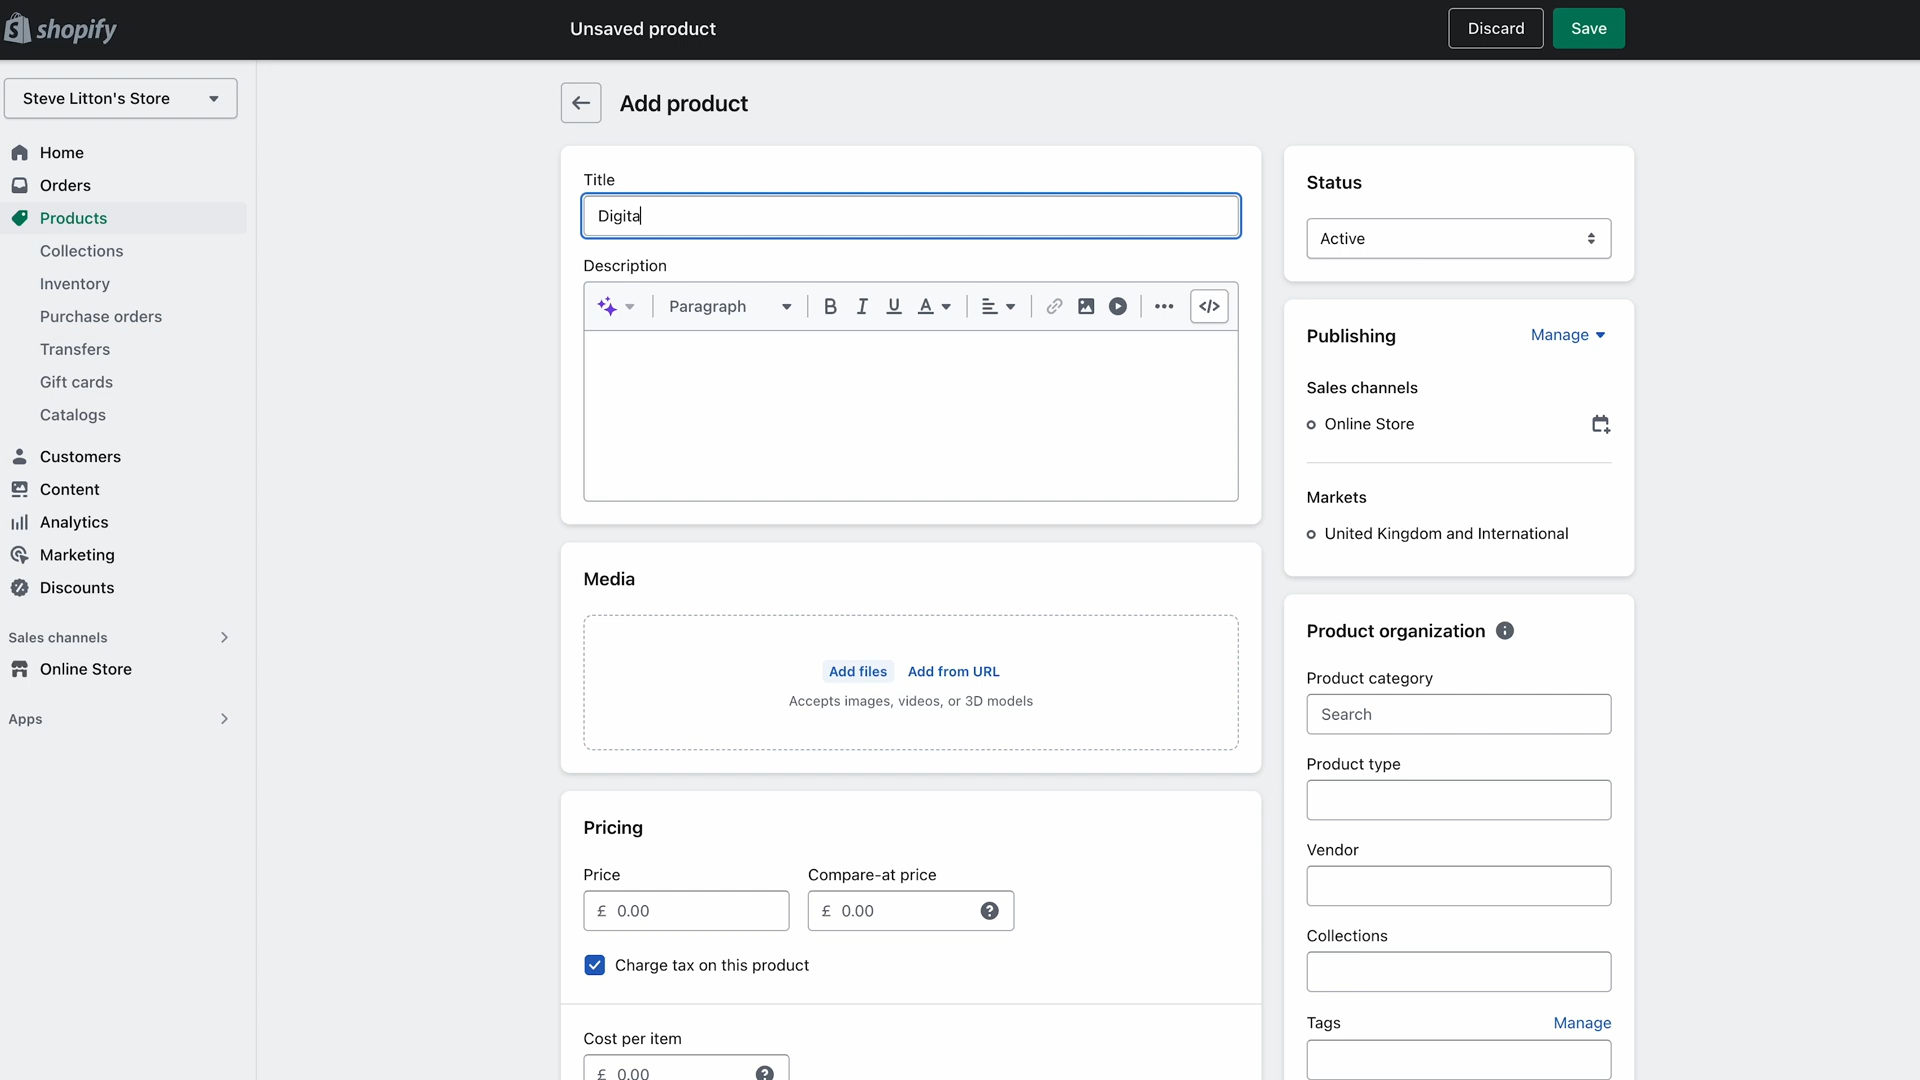 shopify
Unsaved product
Discard
Save
Steve Litton's Store
Home
Orders
Products
Collections
Inventory
Purchase orders
Transfers
Gift cards
Catalogs
Customers
Content
Analytics
Marketing
Discounts
Sales channels
Online Store
Apps
Add product
Title
Digita
Description
Paragraph
B I U A
Media
Add files Add from URL
Accepts images, videos, or 3D models
Pricing
Price
£ 0.00
Compare-at price
£ 0.00
Charge tax on this product
Cost per item
£ 0.00
Status
Active
Publishing
Manage
Sales channels
Online Store
Markets
United Kingdom and International
Product organization
Product category
Search
Product type
Vendor
Collections
Tags
Manage